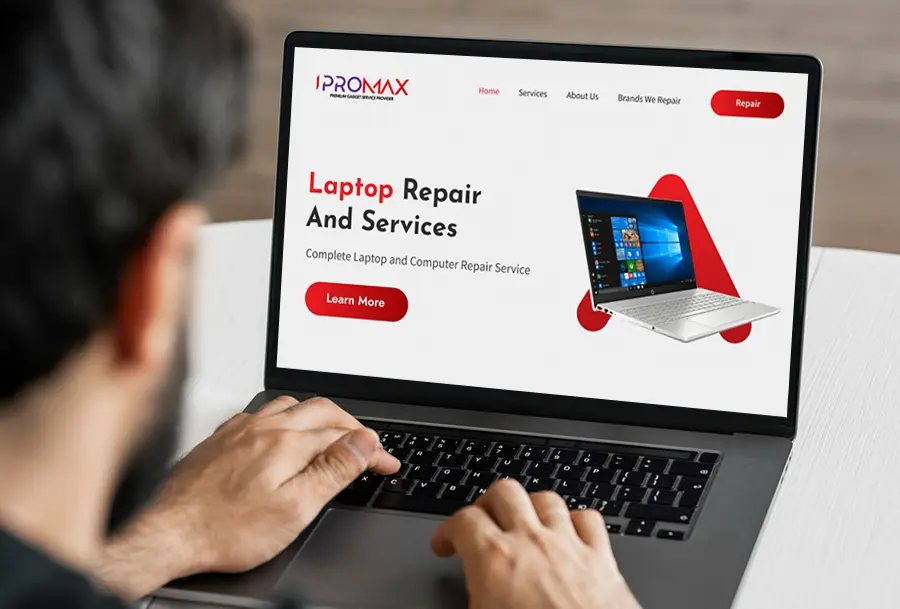 IPROMAX
PREMIUM GADGET SERVICE PROVIDER
Home Services About Us Brands We Repair Repair
Laptop Repair
And Services
Complete Laptop and Computer Repair Service
Learn More